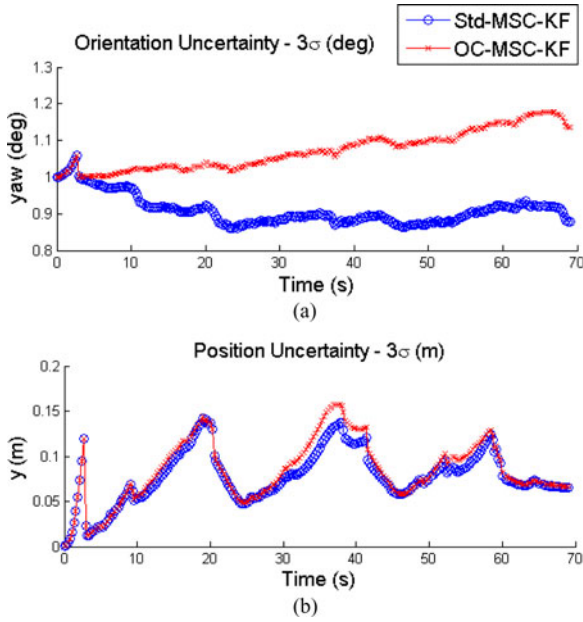 Orientation Uncertainty - 3σ (deg)
Std-MSC-KF
OC-MSC-KF
1.3
1.2
1.1
1
0.9
0.8
yaw (deg)
0 10 20 30 40 50 60 70
Time (s)
(a)
Position Uncertainty - 3σ (m)
0.2
0.15
0.1
0.05
0
y (m)
0 10 20 30 40 50 60 70
Time (s)
(b)